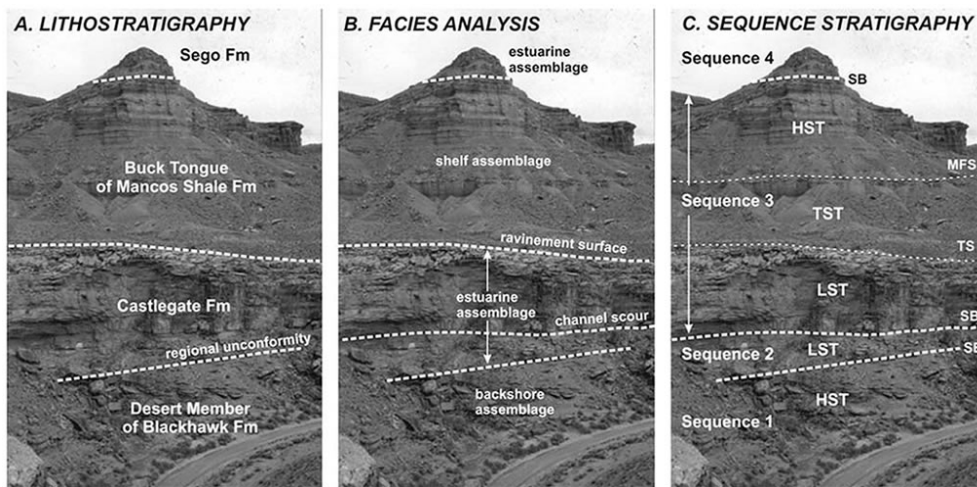 A. LITHOSTRATIGRAPHY
Sego Fm
Buck Tongue
of Mancos Shale Fm
Castlegate Fm
regional unconformity
Desert Member
of Blackhawk Fm
B. FACIES ANALYSIS
estuarine
assemblage
shelf assemblage
ravinement surface
estuarine
assemblage
channel scour
backshore
assemblage
C. SEQUENCE STRATIGRAPHY
Sequence 4
SB
HST
MFS
Sequence 3
TST
TS
LST
SB
Sequence 2
LST
SB
HST
Sequence 1